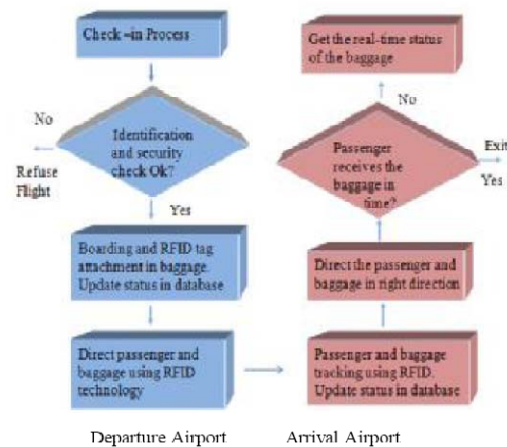 Check –in Process
No
Identification
and security
check Ok?
Refuse
Flight
Yes
Boarding and RFID tag
attachment in baggage.
Update status in database
Direct passenger and
baggage using RFID
technology
Departure Airport
Get the real-time status
of the baggage
No
Passenger
receives the
baggage in
time?
Exit
Yes
Direct the passenger and
baggage in right direction
Passenger and baggage
tracking using RFID.
Update status in database
Arrival Airport